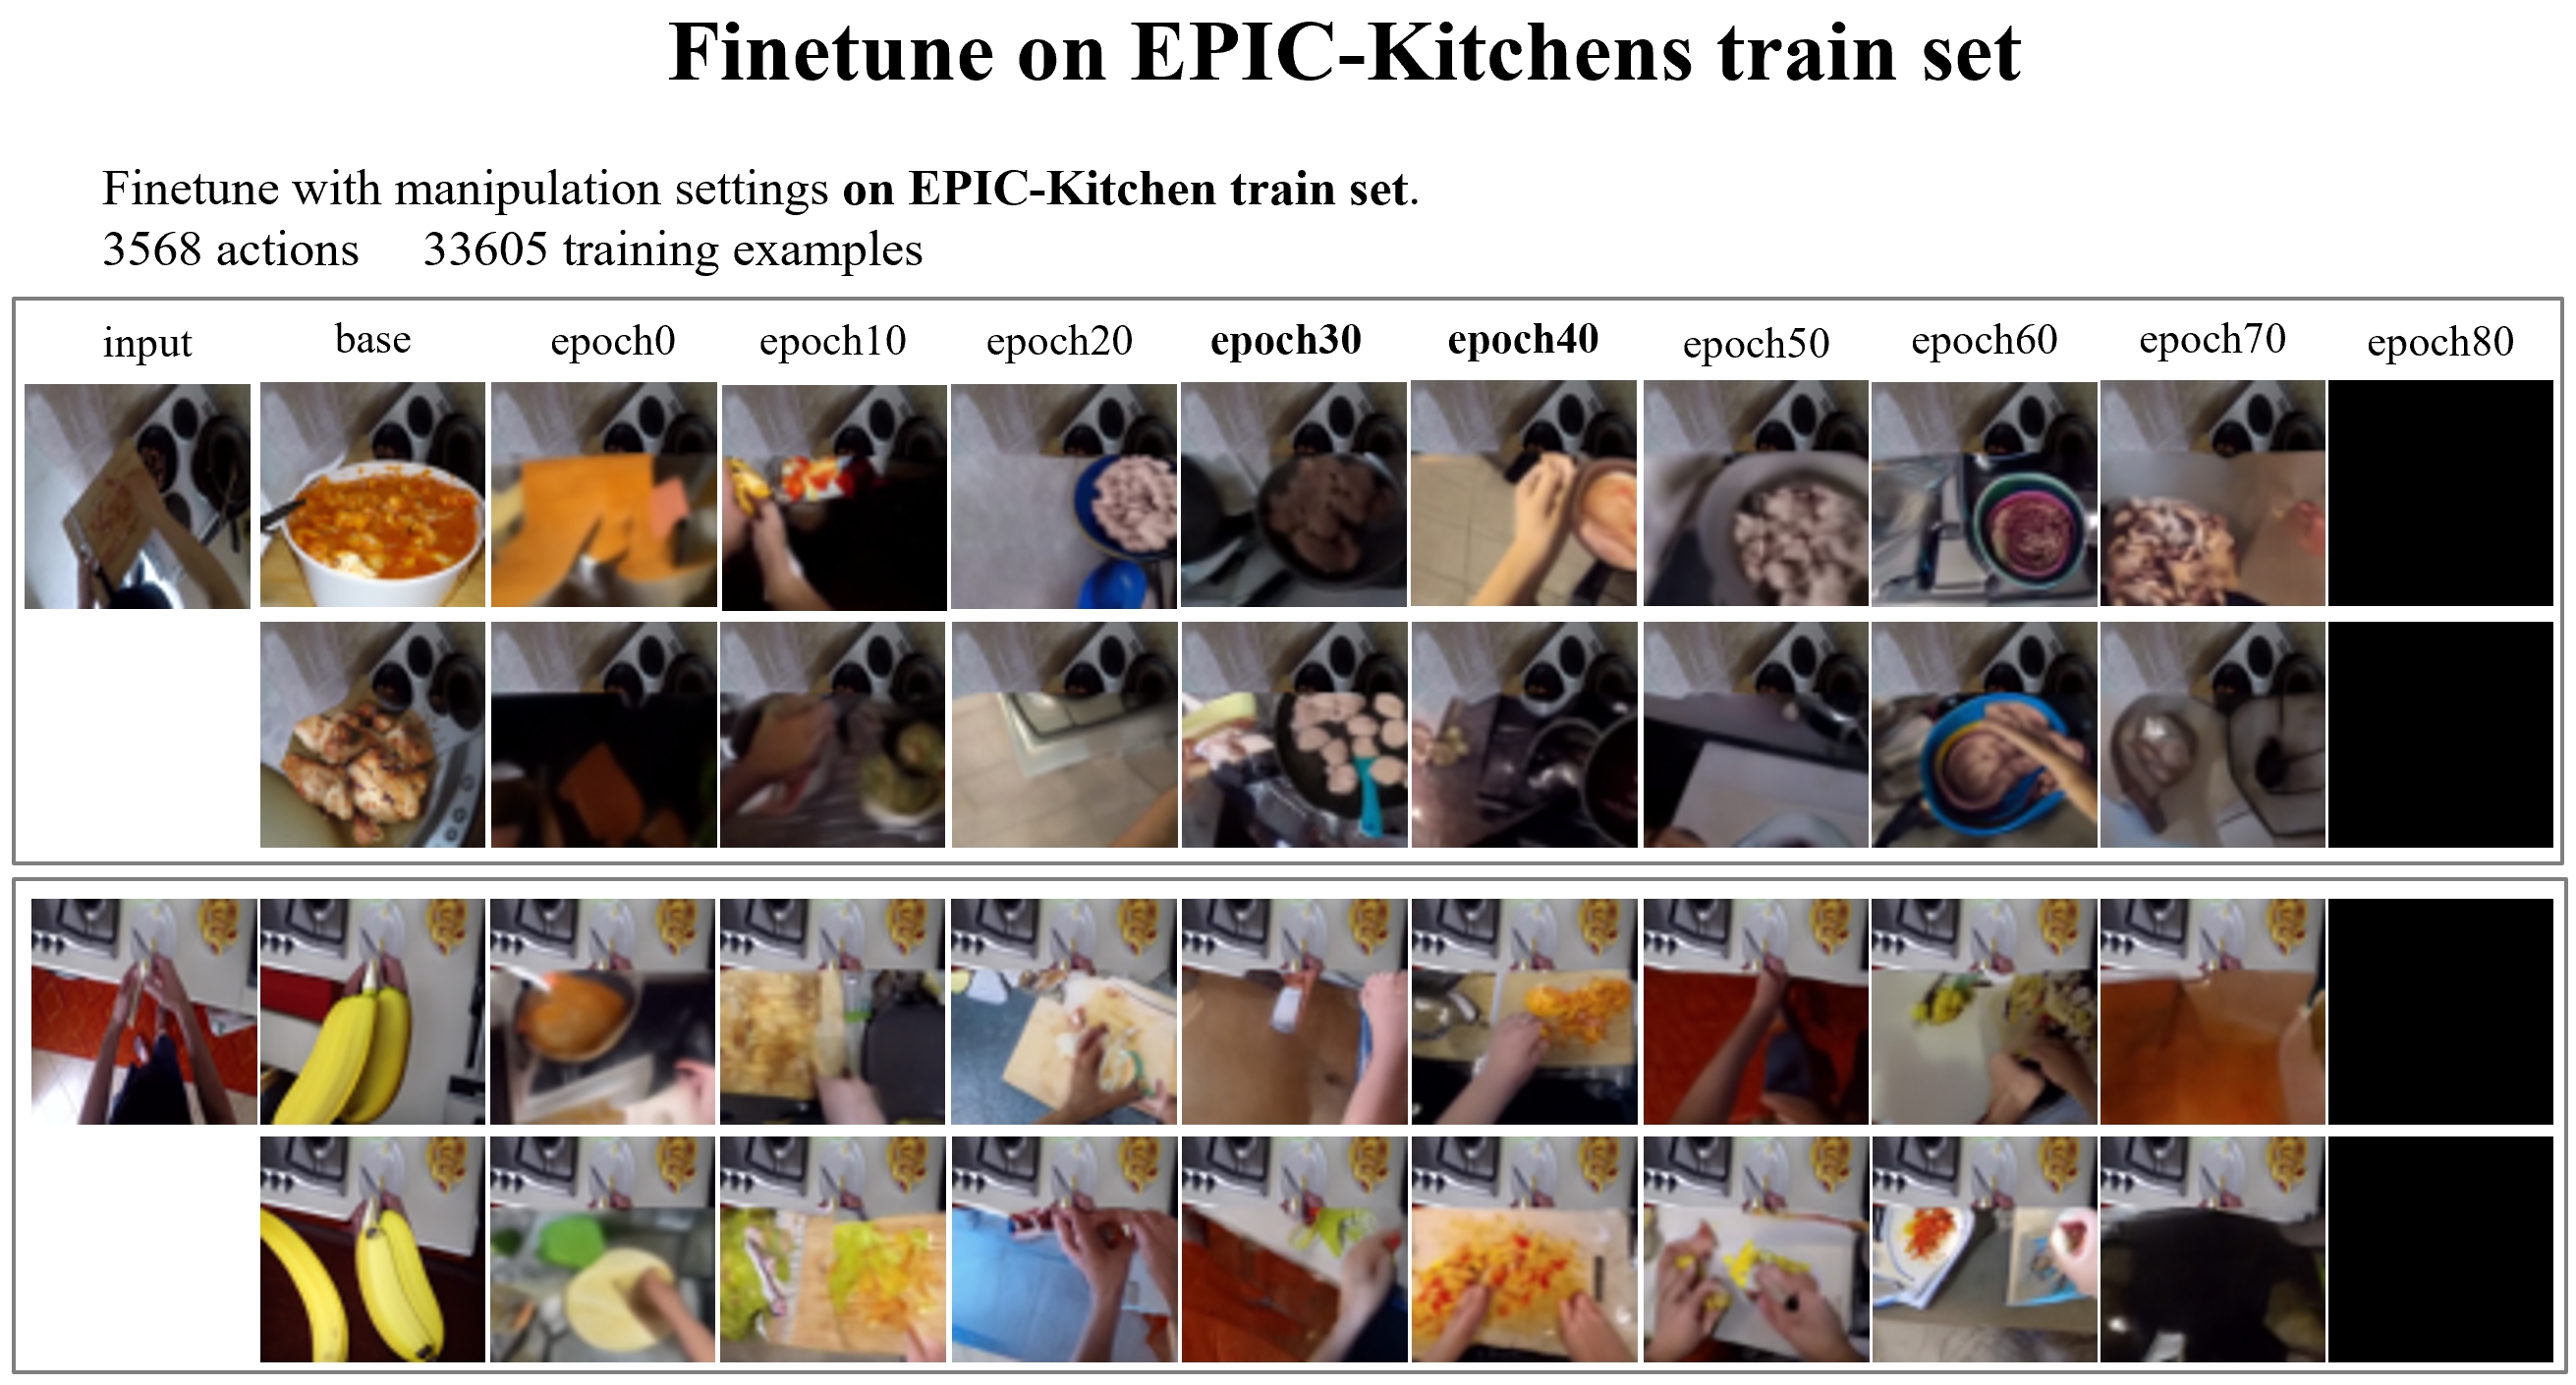 Finetune on EPIC-Kitchens train set
Finetune with manipulation settings on EPIC-Kitchen train set.
3568 actions 33605 training examples
input base epoch0 epoch10 epoch20 epoch30 epoch40 epoch50 epoch60 epoch70 epoch80